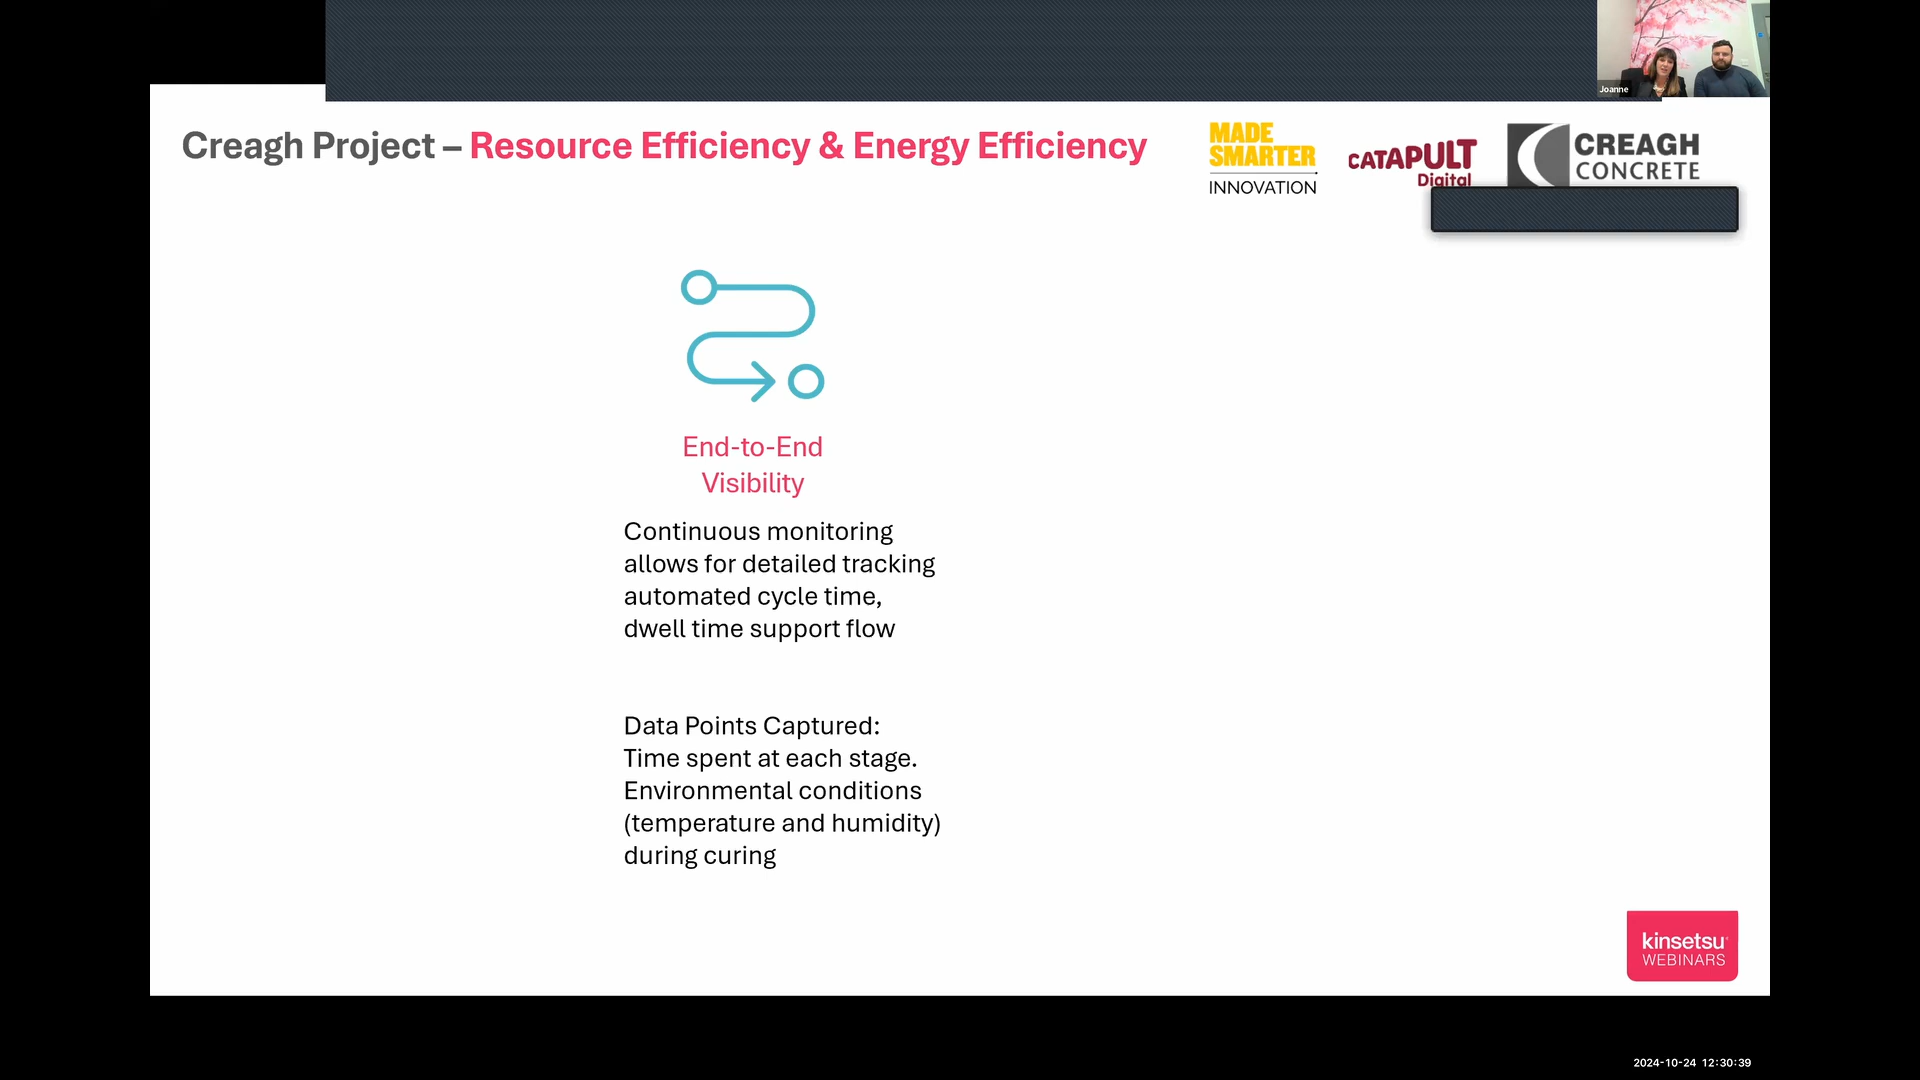 Joanne
Creagh Project – Resource Efficiency & Energy Efficiency
MADE
SMARTER
INNOVATION
CATAPULT
Digital
CREAGH
CONCRETE
End-to-End
Visibility
Continuous monitoring
allows for detailed tracking
automated cycle time,
dwell time support flow
Data Points Captured:
Time spent at each stage.
Environmental conditions
(temperature and humidity)
during curing
kinsetsu
WEBINARS
2024-10-24 12:30:39